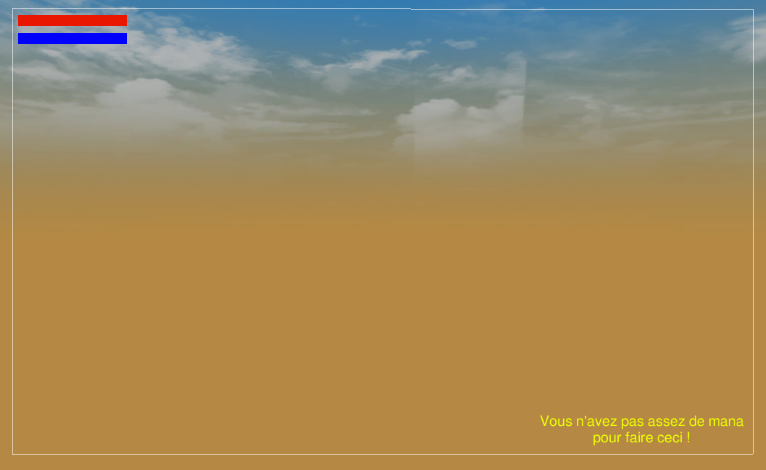 Vous n'avez pas assez de mana
pour faire ceci !